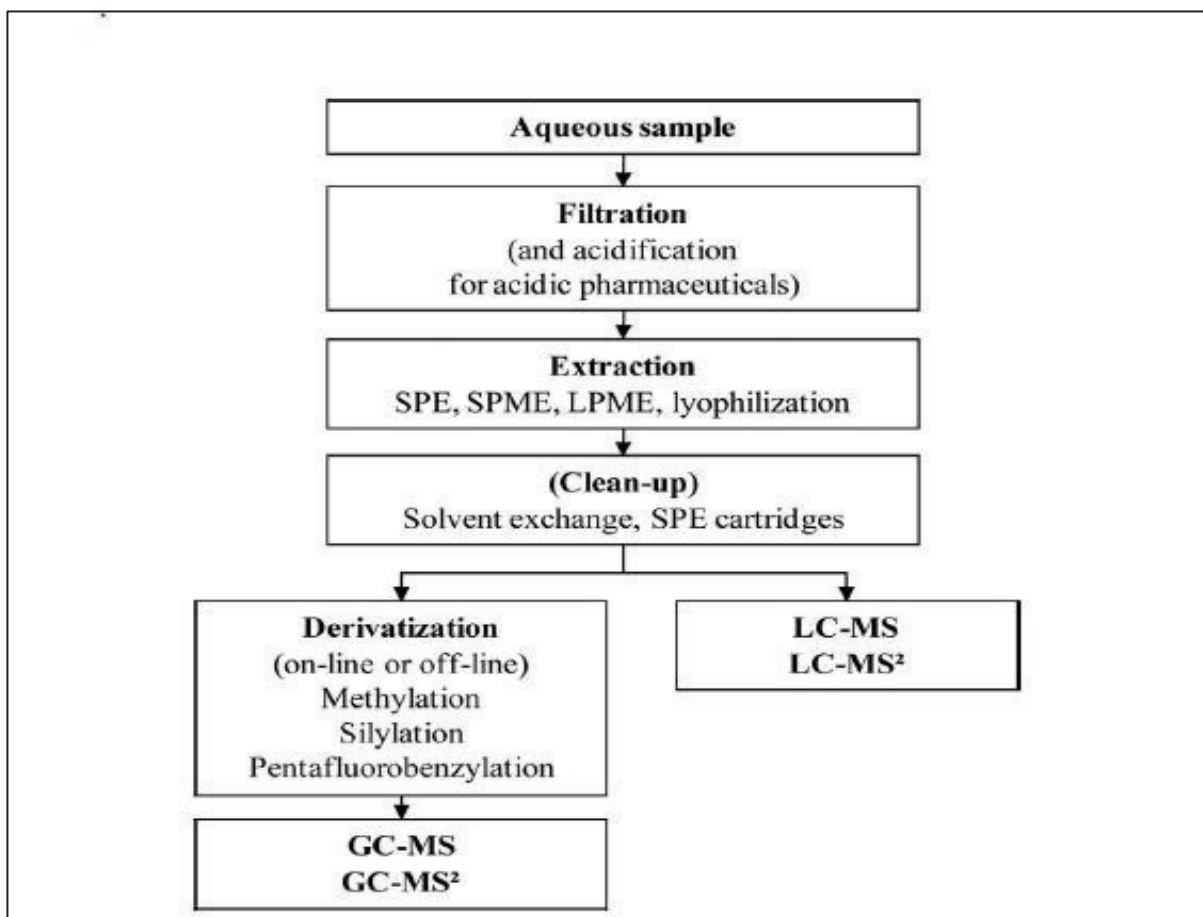 Aqueous sample
Filtration
(and acidification
for acidic pharmaceuticals)
Extraction
SPE, SPME, LPME, lyophilization
(Clean-up)
Solvent exchange, SPE cartridges
Derivatization
(on-line or off-line)
Methylation
Silylation
Pentafluorobenzylation
LC-MS
LC-MS²
GC-MS
GC-MS²